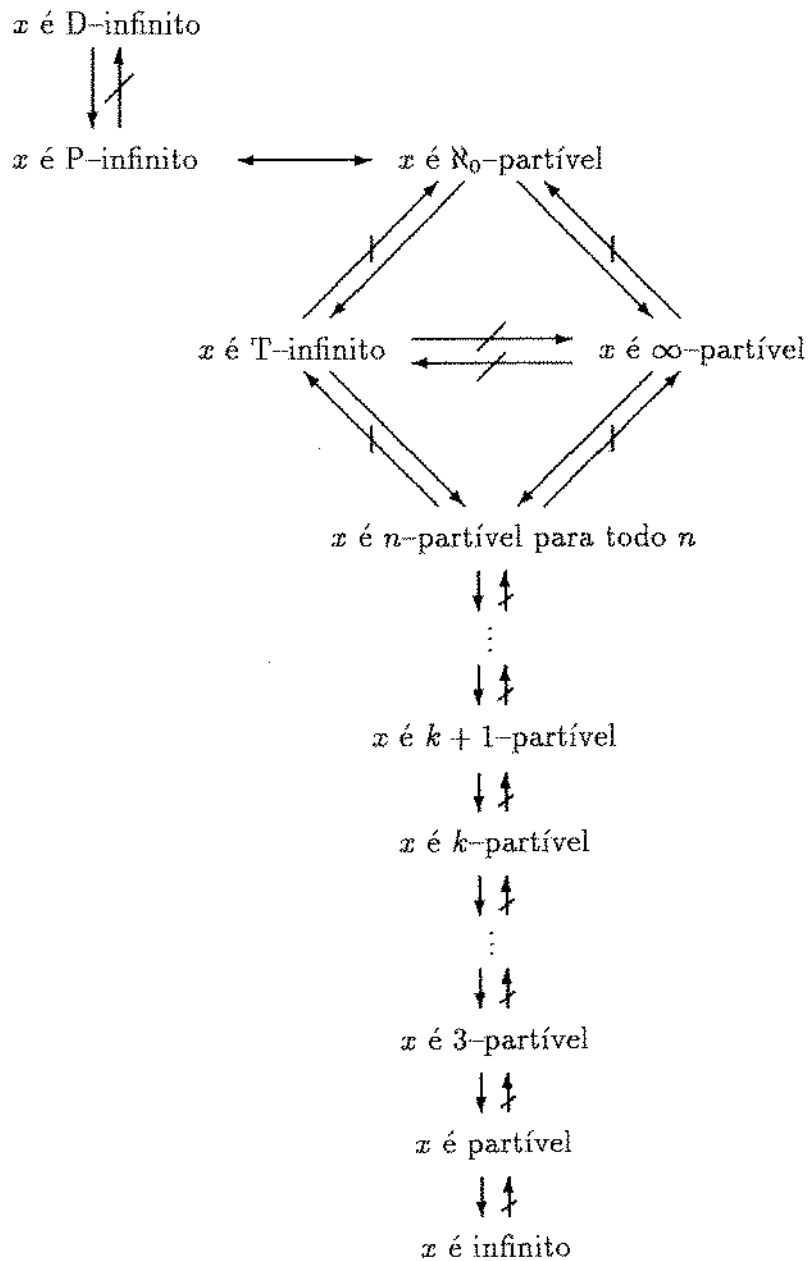 x é D–infinito
x é P–infinito
x é ℵ₀–partível
x é T–infinito
x é ∞–partível
x é n–partível para todo n
⋮
x é k + 1–partível
x é k–partível
⋮
x é 3–partível
x é partível
x é infinito